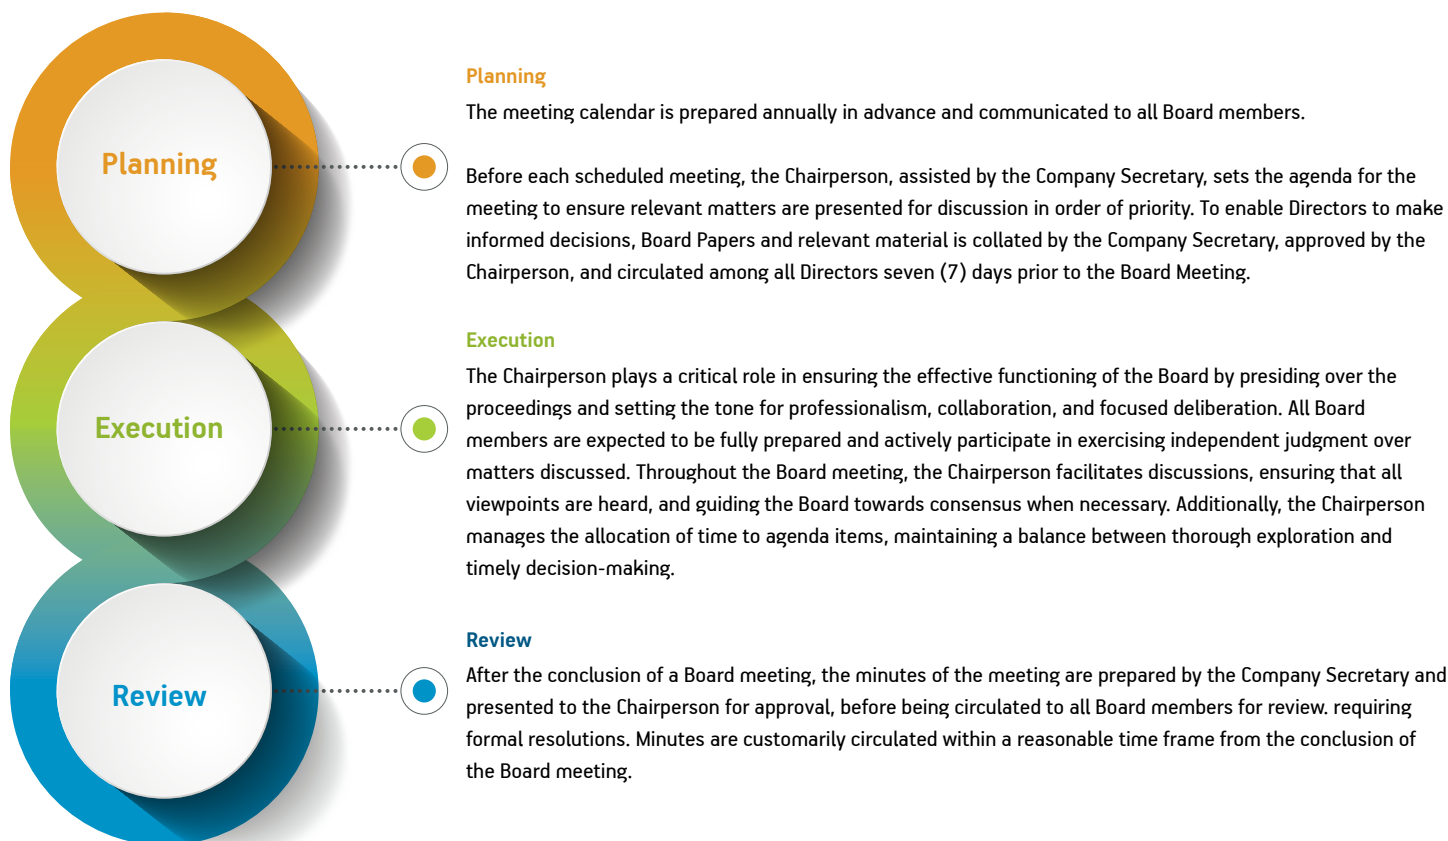 Planning
Planning
The meeting calendar is prepared annually in advance and communicated to all Board members.
Before each scheduled meeting, the Chairperson, assisted by the Company Secretary, sets the agenda for the
meeting to ensure relevant matters are presented for discussion in order of priority. To enable Directors to make
informed decisions, Board Papers and relevant material is collated by the Company Secretary, approved by the
Chairperson, and circulated among all Directors seven (7) days prior to the Board Meeting.
Execution
Execution
The Chairperson plays a critical role in ensuring the effective functioning of the Board by presiding over the
proceedings and setting the tone for professionalism, collaboration, and focused deliberation. All Board
members are expected to be fully prepared and actively participate in exercising independent judgment over
matters discussed. Throughout the Board meeting, the Chairperson facilitates discussions, ensuring that all
viewpoints are heard, and guiding the Board towards consensus when necessary. Additionally, the Chairperson
manages the allocation of time to agenda items, maintaining a balance between thorough exploration and
timely decision-making.
Review
Review
After the conclusion of a Board meeting, the minutes of the meeting are prepared by the Company Secretary and
presented to the Chairperson for approval, before being circulated to all Board members for review. requiring
formal resolutions. Minutes are customarily circulated within a reasonable time frame from the conclusion of
the Board meeting.